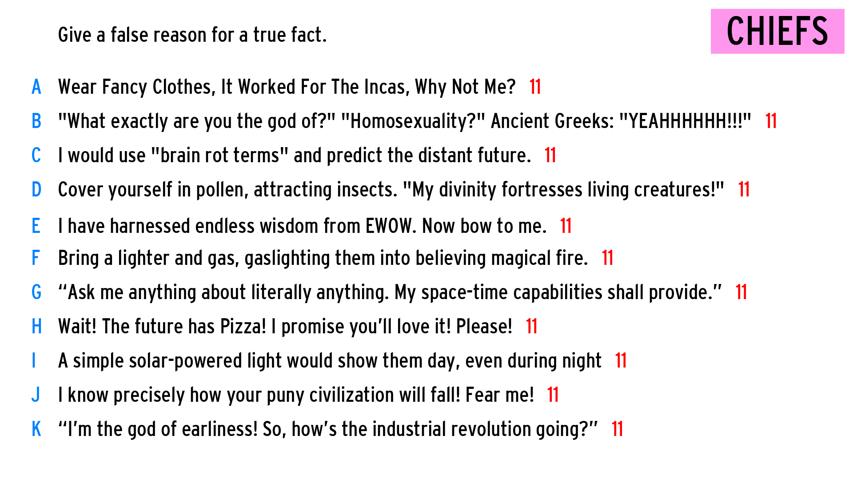 Give a false reason for a true fact.
CHIEFS
A Wear Fancy Clothes, It Worked For The Incas, Why Not Me? 11
B "What exactly are you the god of?" "Homosexuality?" Ancient Greeks: "YEAHHHHHH!!!" 11
C I would use "brain rot terms" and predict the distant future. 11
D Cover yourself in pollen, attracting insects. "My divinity fortresses living creatures!" 11
E I have harnessed endless wisdom from EWOW. Now bow to me. 11
F Bring a lighter and gas, gaslighting them into believing magical fire. 11
G “Ask me anything about literally anything. My space-time capabilities shall provide.” 11
H Wait! The future has Pizza! I promise you’ll love it! Please! 11
I A simple solar-powered light would show them day, even during night 11
J I know precisely how your puny civilization will fall! Fear me! 11
K “I’m the god of earliness! So, how’s the industrial revolution going?” 11